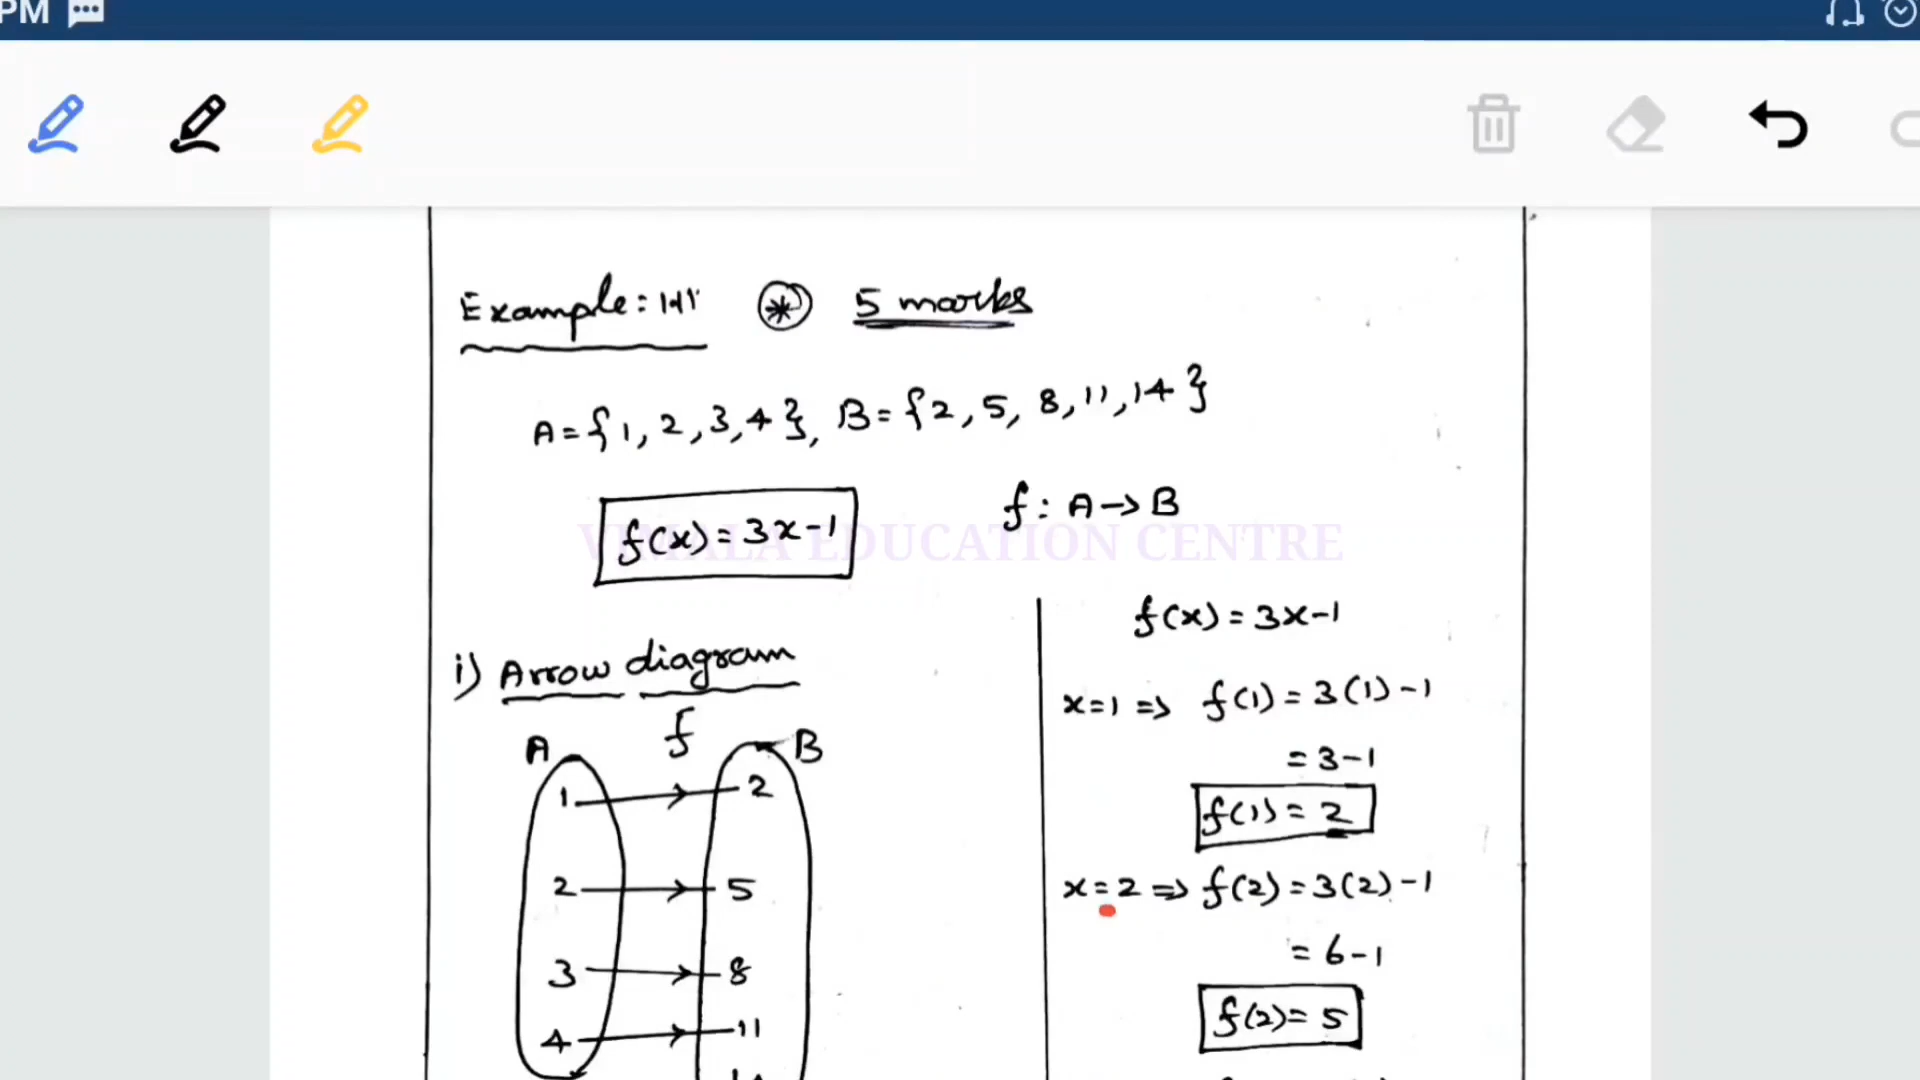 PM
Example: 1.11
5 marks
A = {1, 2, 3, 4}, B = {2, 5, 8, 11, 14}
f(x) = 3x-1
f : A → B
VIMALA EDUCATION CENTRE
i) Arrow diagram
A f B
1 2
2 5
3 8
4 11
f(x) = 3x-1
x=1 ⇒ f(1) = 3(1)-1
= 3-1
f(1) = 2
x=2 ⇒ f(2) = 3(2)-1
= 6-1
f(2) = 5